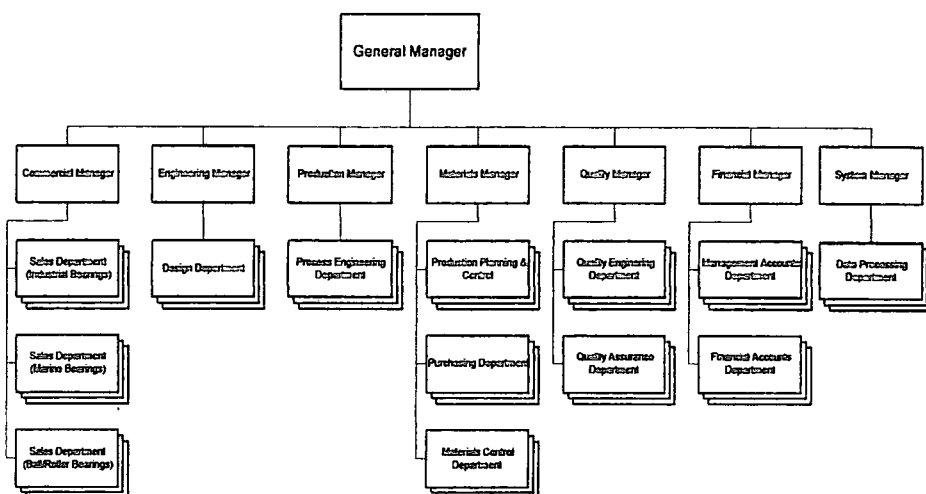 General Manager
Commercial Manager
Engineering Manager
Production Manager
Materials Manager
Quality Manager
Financial Manager
System Manager
Sales Department
(Industrial Bearings)
Design Department
Process Engineering
Department
Production Planning &
Control
Quality Enginering
Department
Management Accounts
Department
Data Processing
Department
Sales Department
(Marino Bearings)
Purchasing Department
Quality Assurance
Department
Financial Accounts
Department
Sales Department
(Ball/Roller Bearings)
Materials Control
Department